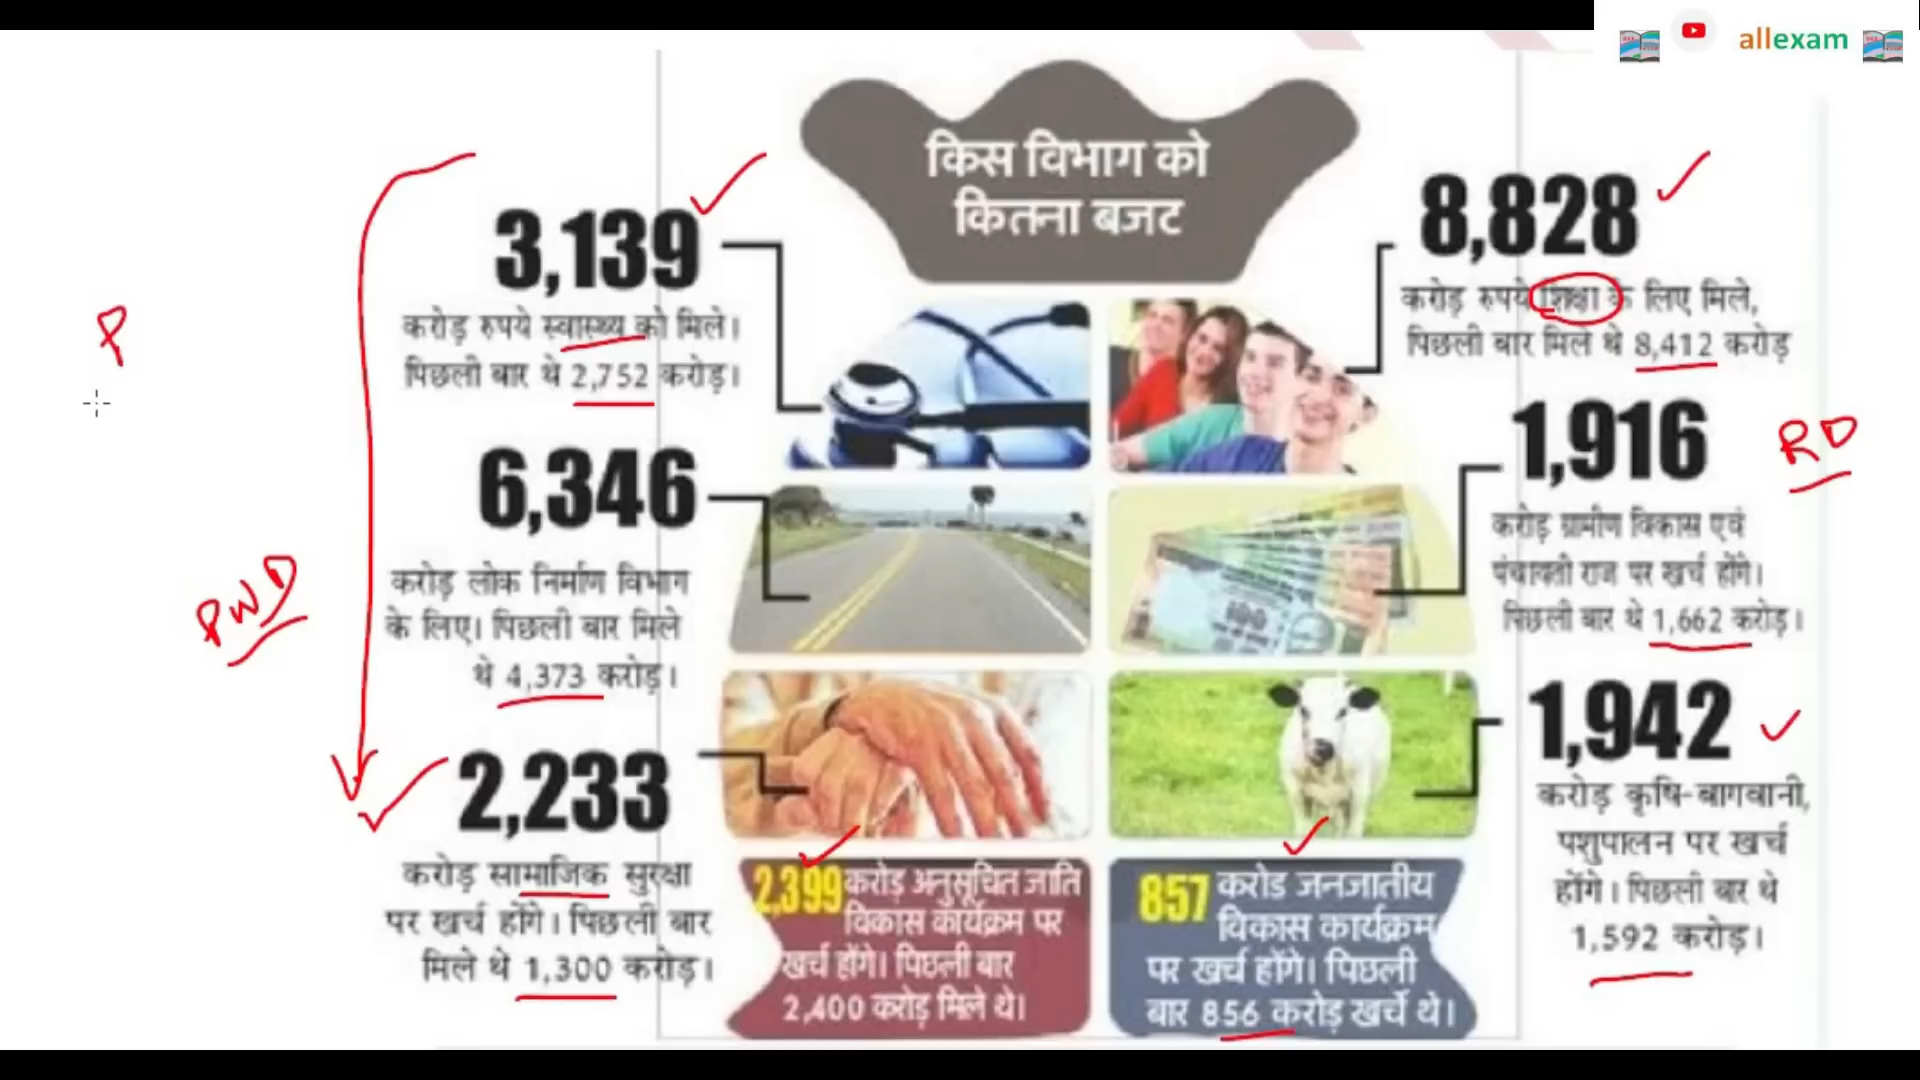 allexam
किस विभाग को
कितना बजट
3,139
करोड़ रुपये स्वास्थ्य को मिले।
पिछली बार थे 2,752 करोड़।
6,346
करोड़ लोक निर्माण विभाग
के लिए। पिछली बार मिले
थे 4,373 करोड़।
2,233
करोड़ सामाजिक सुरक्षा
पर खर्च होंगे। पिछली बार
मिले थे 1,300 करोड़।
8,828
करोड़ रुपये शिक्षा के लिए मिले,
पिछली बार मिले थे 8,412 करोड़
1,916
करोड़ ग्रामीण विकास एवं
पंचायती राज पर खर्च होंगे।
पिछली बार थे 1,662 करोड़।
1,942
करोड़ कृषि-बागवानी,
पशुपालन पर खर्च
होंगे। पिछली बार थे
1,592 करोड़।
2,399 करोड़ अनुसूचित जाति
विकास कार्यक्रम पर
खर्च होंगे। पिछली बार
2,400 करोड़ मिले थे।
857 करोड जनजातीय
विकास कार्यक्रम
पर खर्च होंगे। पिछली
बार 856 करोड़ खर्चे थे।
P
PWD
RD